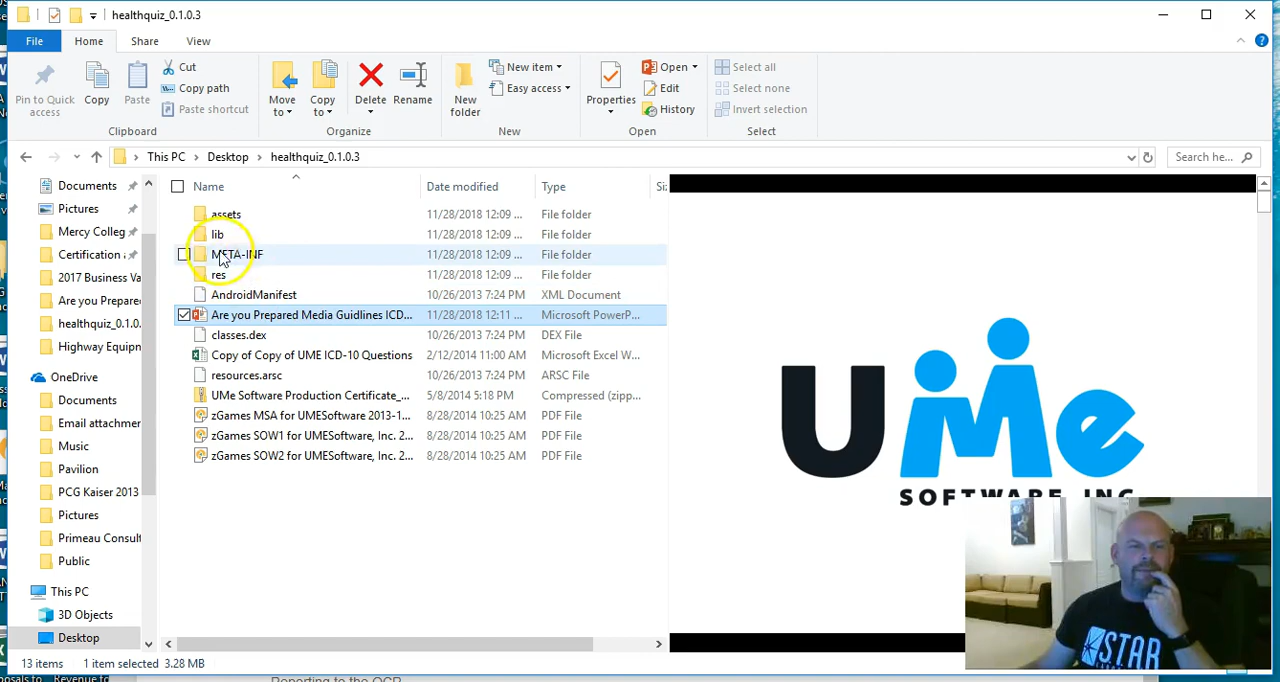 healthquiz_0.1.0.3
File Home Share View
Pin to Quick access
Copy
Paste
Cut
Copy path
Paste shortcut
Clipboard
Move to
Copy to
Delete
Rename
Organize
New folder
New item
Easy access
New
Properties
Open
Edit
History
Open
Select all
Select none
Invert selection
Select
This PC > Desktop > healthquiz_0.1.0.3
Search he...
Documents
Pictures
Mercy Colleg
Certification
2017 Business Va
Are you Prepare
healthquiz_0.1.0.
Highway Equipn
OneDrive
Documents
Email attachmer
Music
Pavilion
PCG Kaiser 2013
Pictures
Primeau Consult
Public
This PC
3D Objects
Desktop
Name Date modified Type Si
assets 11/28/2018 12:09 ... File folder
lib 11/28/2018 12:09 ... File folder
META-INF 11/28/2018 12:09 ... File folder
res 11/28/2018 12:09 ... File folder
AndroidManifest 10/26/2013 7:24 PM XML Document
Are you Prepared Media Guidlines ICD... 11/28/2018 12:11 ... Microsoft PowerP...
classes.dex 10/26/2013 7:24 PM DEX File
Copy of Copy of UME ICD-10 Questions 2/12/2014 11:00 AM Microsoft Excel W...
resources.arsc 10/26/2013 7:24 PM ARSC File
UMe Software Production Certificate_... 5/8/2014 5:18 PM Compressed (zipp...
zGames MSA for UMESoftware 2013-1... 8/28/2014 10:25 AM PDF File
zGames SOW1 for UMESoftware, Inc. 2... 8/28/2014 10:25 AM PDF File
zGames SOW2 for UMESoftware, Inc. 2... 8/28/2014 10:25 AM PDF File
UMe
SOFTWARE, INC
STAR
13 items 1 item selected 3.28 MB
Reporting to the OCR